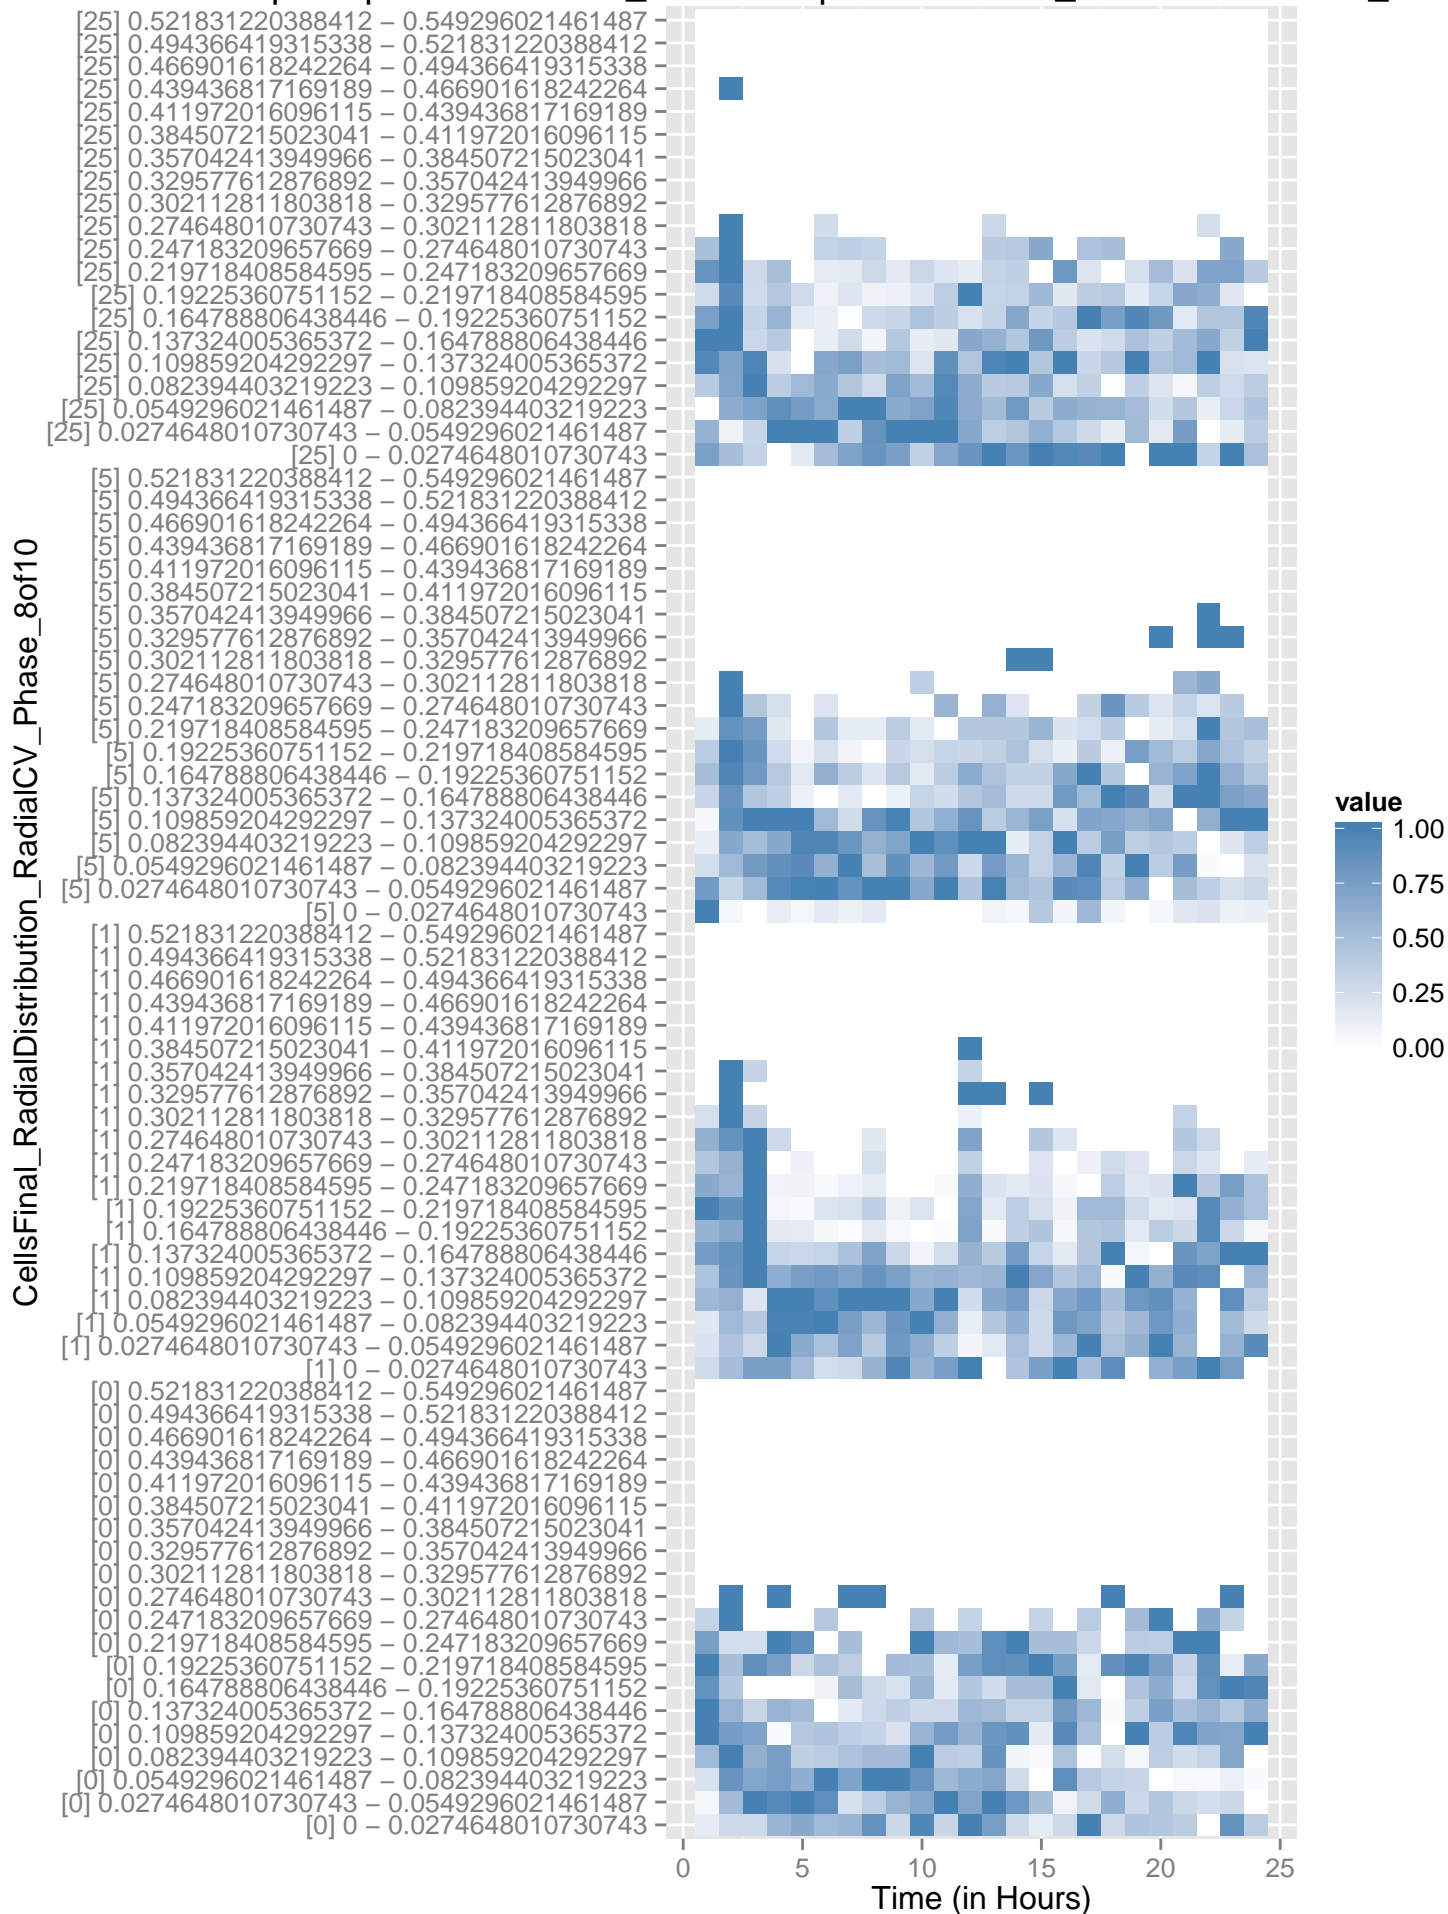 [25] 0.521831220388412 – 0.549296021461487
[25] 0.494366419315338 – 0.521831220388412
[25] 0.466901618242264 – 0.494366419315338
[25] 0.439436817169189 – 0.466901618242264
[25] 0.411972016096115 – 0.439436817169189
[25] 0.384507215023041 – 0.411972016096115
[25] 0.357042413949966 – 0.384507215023041
[25] 0.329577612876892 – 0.357042413949966
[25] 0.302112811803818 – 0.329577612876892
[25] 0.274648010730743 – 0.302112811803818
[25] 0.247183209657669 – 0.274648010730743
[25] 0.219718408584595 – 0.247183209657669
[25] 0.19225360751152 – 0.219718408584595
[25] 0.164788806438446 – 0.19225360751152
[25] 0.137324005365372 – 0.164788806438446
[25] 0.109859204292297 – 0.137324005365372
[25] 0.082394403219223 – 0.109859204292297
[25] 0.0549296021461487 – 0.082394403219223
[25] 0.0274648010730743 – 0.0549296021461487
[25] 0 – 0.0274648010730743
[5] 0.521831220388412 – 0.549296021461487
[5] 0.494366419315338 – 0.521831220388412
[5] 0.466901618242264 – 0.494366419315338
[5] 0.439436817169189 – 0.466901618242264
[5] 0.411972016096115 – 0.439436817169189
[5] 0.384507215023041 – 0.411972016096115
[5] 0.357042413949966 – 0.384507215023041
[5] 0.329577612876892 – 0.357042413949966
[5] 0.302112811803818 – 0.329577612876892
[5] 0.274648010730743 – 0.302112811803818
[5] 0.247183209657669 – 0.274648010730743
[5] 0.219718408584595 – 0.247183209657669
[5] 0.19225360751152 – 0.219718408584595
[5] 0.164788806438446 – 0.19225360751152
[5] 0.137324005365372 – 0.164788806438446
[5] 0.109859204292297 – 0.137324005365372
[5] 0.082394403219223 – 0.109859204292297
[5] 0.0549296021461487 – 0.082394403219223
[5] 0.0274648010730743 – 0.0549296021461487
[5] 0 – 0.0274648010730743
[1] 0.521831220388412 – 0.549296021461487
[1] 0.494366419315338 – 0.521831220388412
[1] 0.466901618242264 – 0.494366419315338
[1] 0.439436817169189 – 0.466901618242264
[1] 0.411972016096115 – 0.439436817169189
[1] 0.384507215023041 – 0.411972016096115
[1] 0.357042413949966 – 0.384507215023041
[1] 0.329577612876892 – 0.357042413949966
[1] 0.302112811803818 – 0.329577612876892
[1] 0.274648010730743 – 0.302112811803818
[1] 0.247183209657669 – 0.274648010730743
[1] 0.219718408584595 – 0.247183209657669
[1] 0.19225360751152 – 0.219718408584595
[1] 0.164788806438446 – 0.19225360751152
[1] 0.137324005365372 – 0.164788806438446
[1] 0.109859204292297 – 0.137324005365372
[1] 0.082394403219223 – 0.109859204292297
[1] 0.0549296021461487 – 0.082394403219223
[1] 0.0274648010730743 – 0.0549296021461487
[1] 0 – 0.0274648010730743
[0] 0.521831220388412 – 0.549296021461487
[0] 0.494366419315338 – 0.521831220388412
[0] 0.466901618242264 – 0.494366419315338
[0] 0.439436817169189 – 0.466901618242264
[0] 0.411972016096115 – 0.439436817169189
[0] 0.384507215023041 – 0.411972016096115
[0] 0.357042413949966 – 0.384507215023041
[0] 0.329577612876892 – 0.357042413949966
[0] 0.302112811803818 – 0.329577612876892
[0] 0.274648010730743 – 0.302112811803818
[0] 0.247183209657669 – 0.274648010730743
[0] 0.219718408584595 – 0.247183209657669
[0] 0.19225360751152 – 0.219718408584595
[0] 0.164788806438446 – 0.19225360751152
[0] 0.137324005365372 – 0.164788806438446
[0] 0.109859204292297 – 0.137324005365372
[0] 0.082394403219223 – 0.109859204292297
[0] 0.0549296021461487 – 0.082394403219223
[0] 0.0274648010730743 – 0.0549296021461487
[0] 0 – 0.0274648010730743
CellsFinal_RadialDistribution_RadialCV_Phase_8of10
0 5 10 15 20 25
Time (in Hours)
value
1.00
0.75
0.50
0.25
0.00